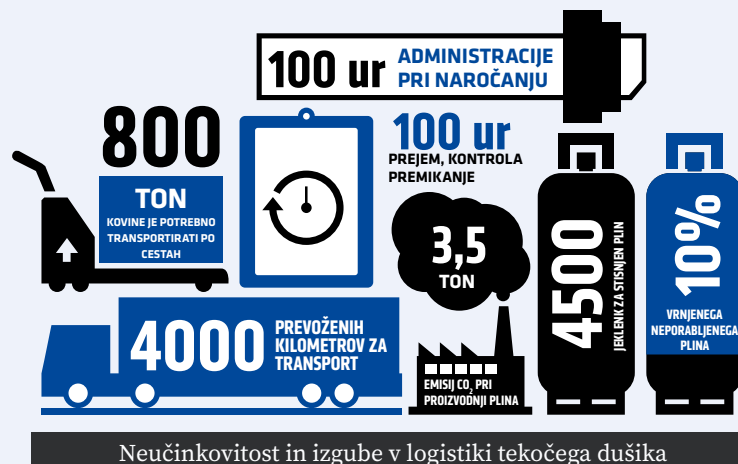 100 ur
ADMINISTRACIJE
PRI NAROČANJU
800
TON
KOVINE JE POTREBNO
TRANSPORTIRATI PO
CESTAH
100 ur
PREJEM, KONTROLA
PREMIKANJE
3,5
TON
EMISIJ CO₂ PRI
PROIZVODNJI PLINA
4500
JEKLENK ZA STISNJEN PLIN
10%
VRNJENEGA
NEPORABLJENEGA
PLINA
4000
PREVOŽENIH
KILOMETROV ZA
TRANSPORT
Neučinkovitost in izgube v logistiki tekočega dušika